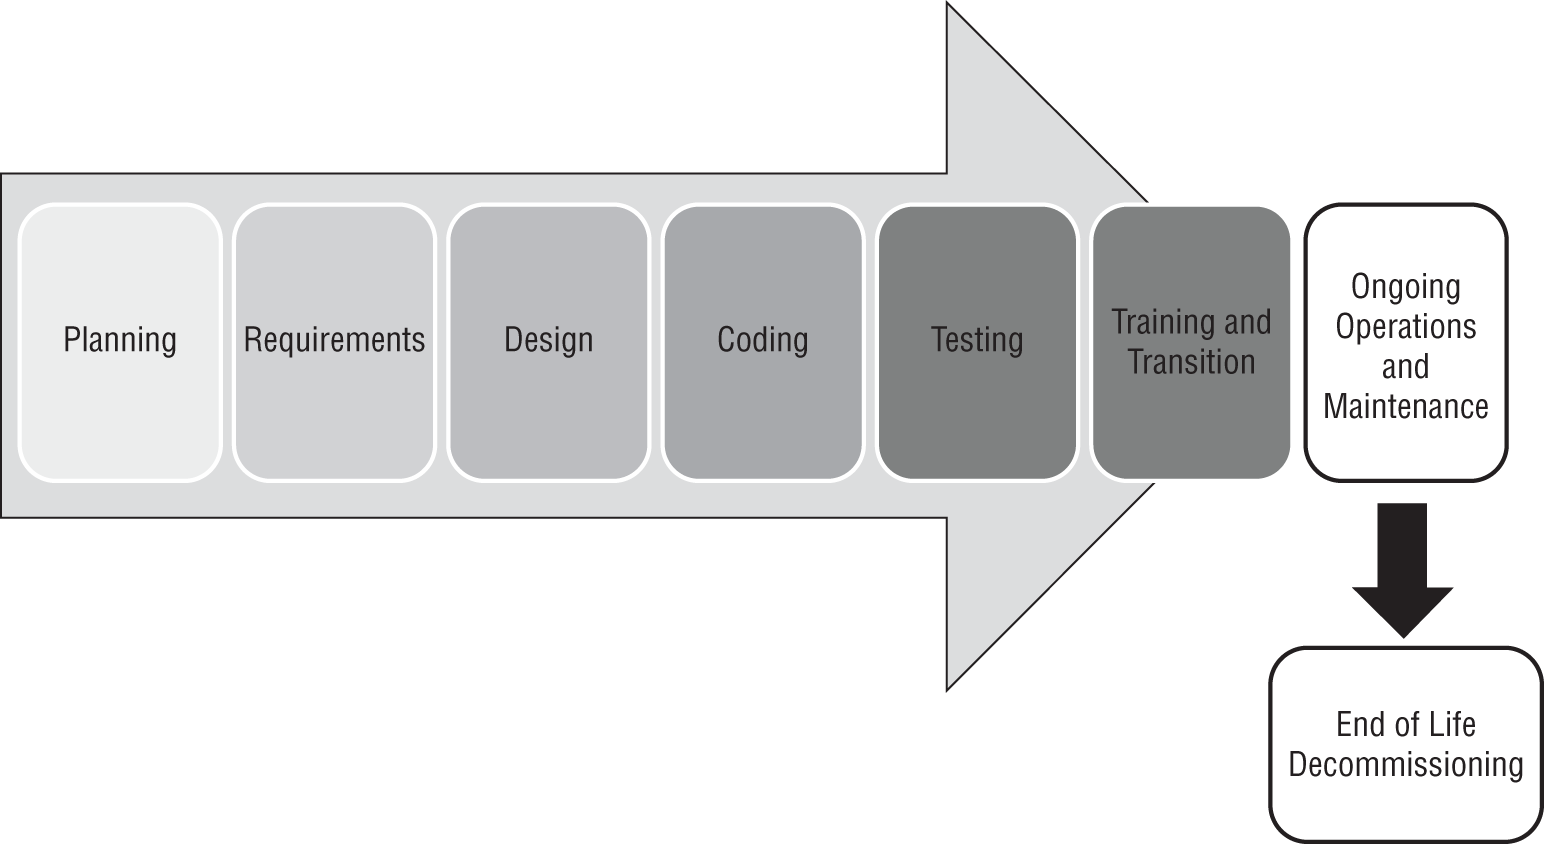 Planning
Requirements
Design
Coding
Testing
Training and
Transition
Ongoing
Operations
and
Maintenance
End of Life
Decommissioning